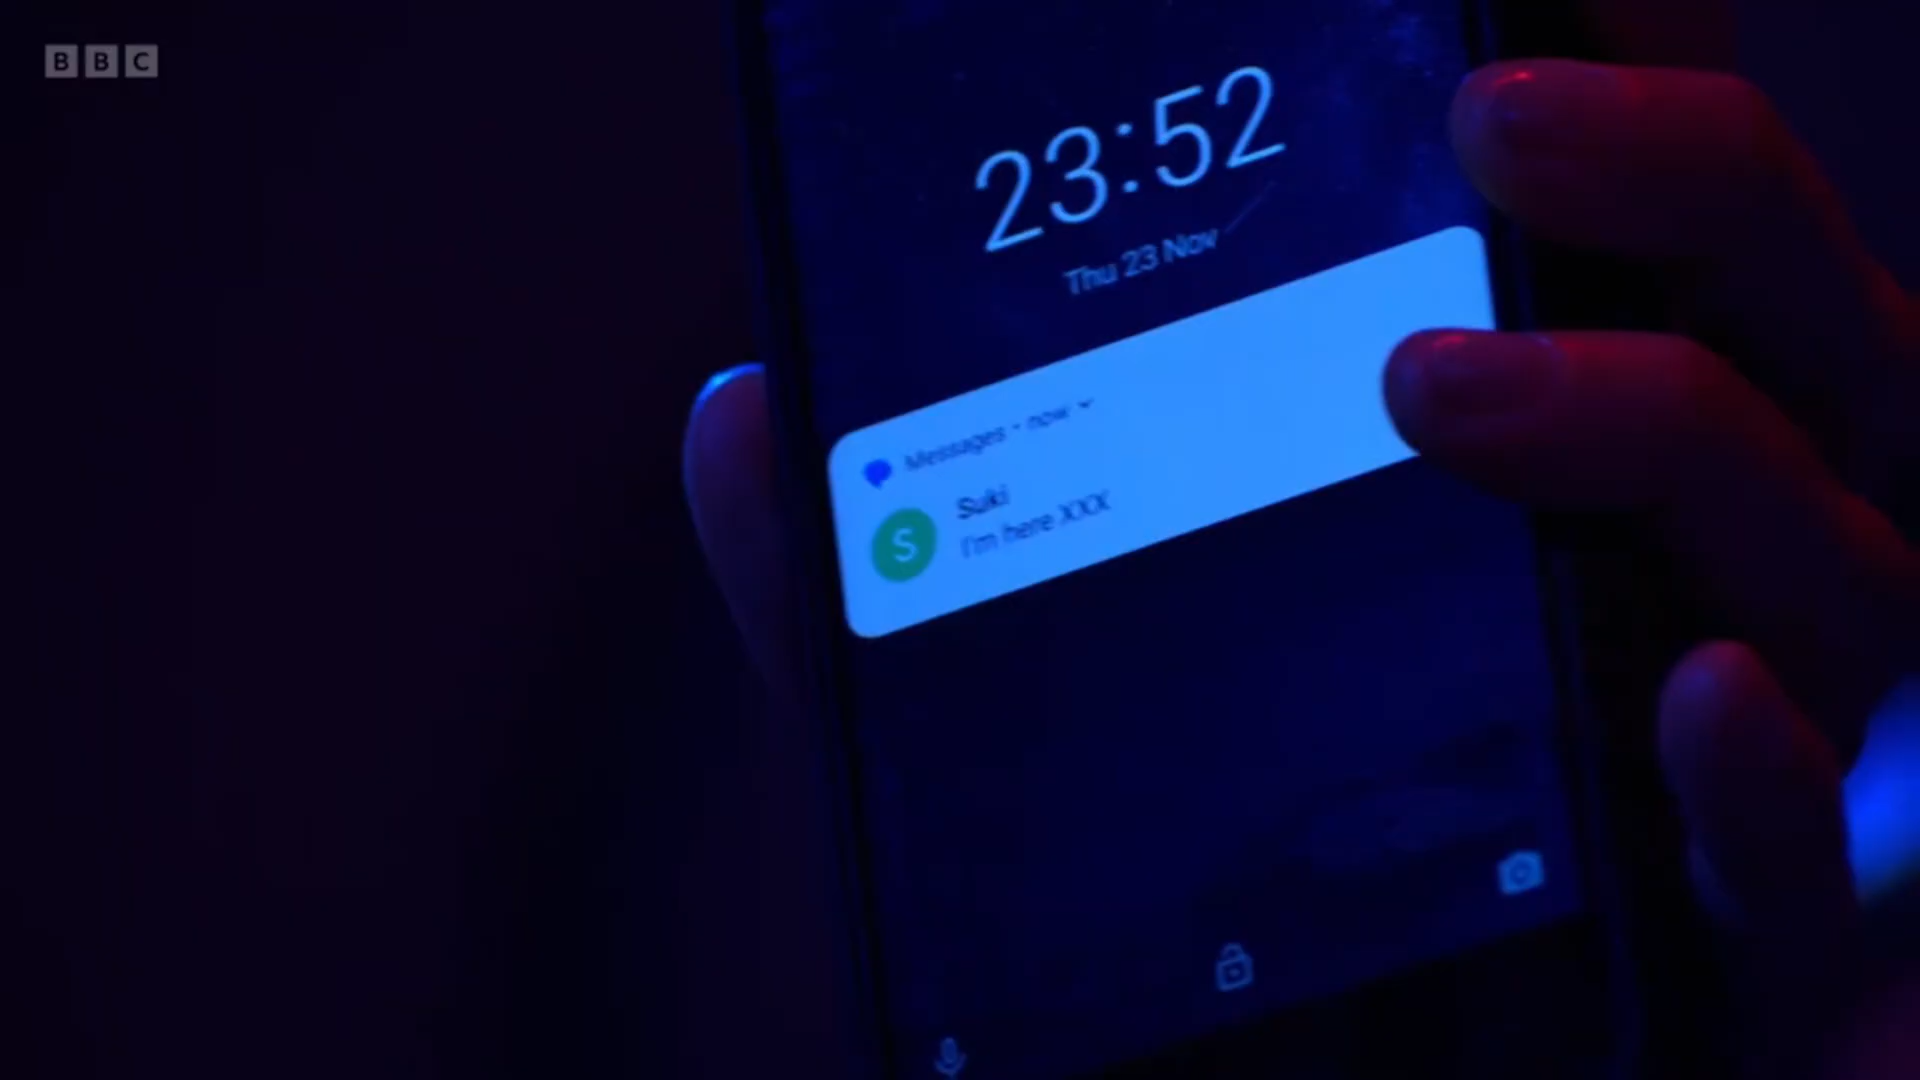 BBC
23:52
Thu 23 Nov
Messages • now
Suki
S
I'm here XXX